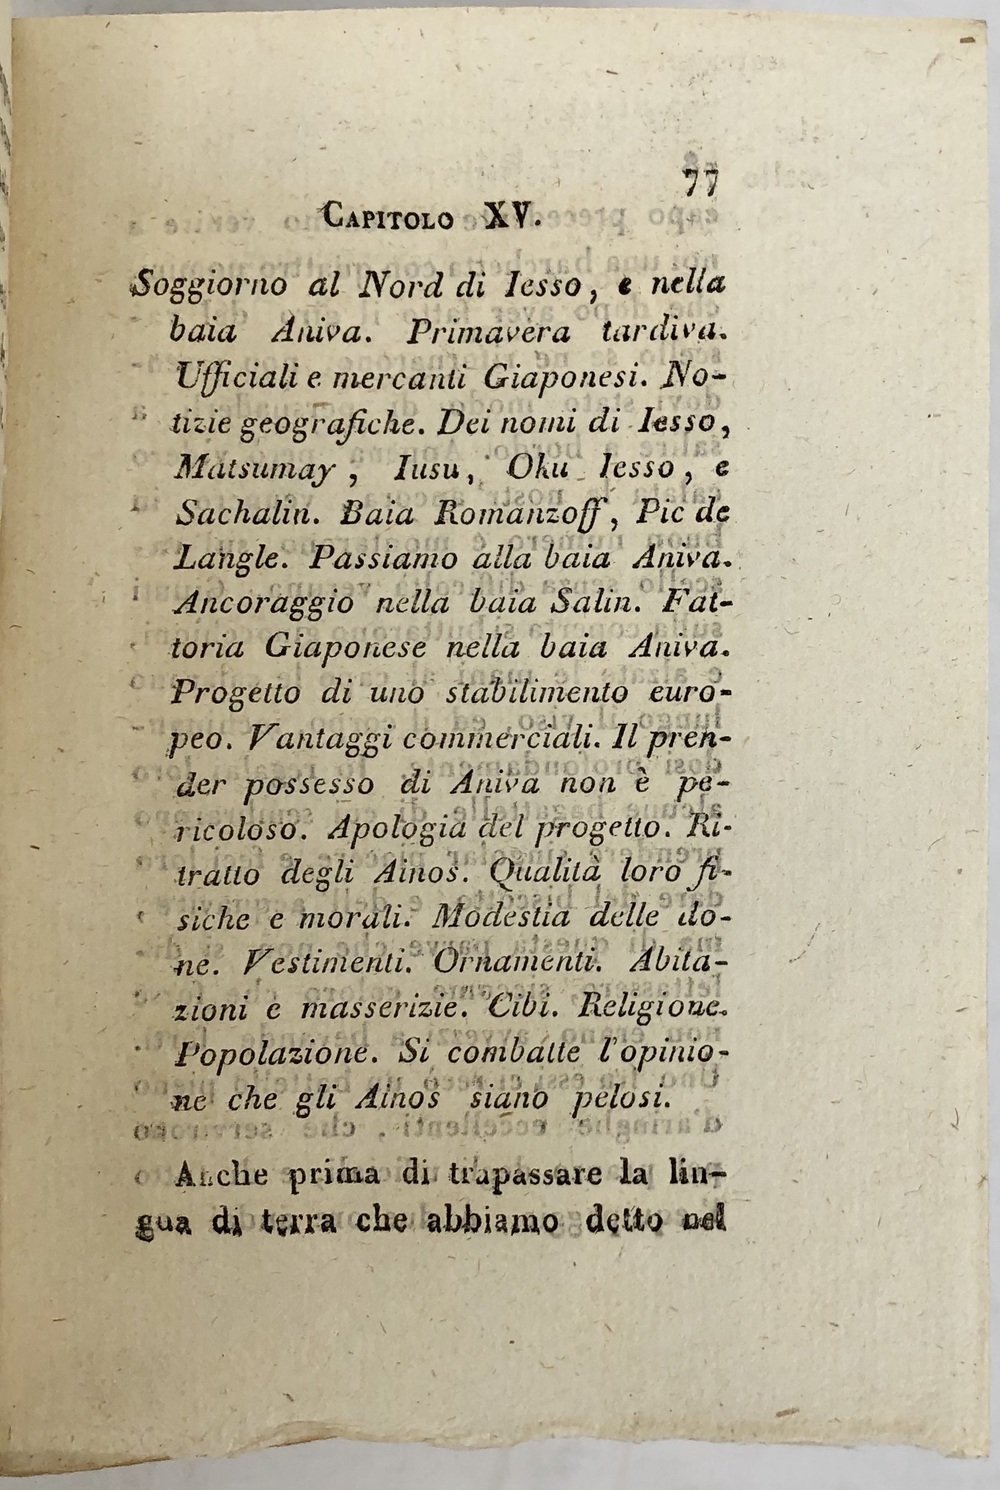 77
CAPITOLO XV.
Soggiorno al Nord di Iesso, e nella
baia Aniva. Primavera tardiva.
Ufficiali e mercanti Giaponesi. No-
tizie geografiche. Dei nomi di Iesso,
Matsumay, Iusu, Oku Iesso, e
Sachalin. Baia Romanzoff, Pic de
Langle. Passiamo alla baia Aniva.
Ancoraggio nella baia Salin. Fat-
toria Giaponese nella baia Aniva.
Progetto di uno stabilimento euro-
peo. Vantaggi commerciali. Il pren-
der possesso di Aniva non è pe-
ricoloso. Apologia del progetto. Ri-
tratto degli Ainos. Qualità loro fi-
siche e morali. Modestia delle do-
ne. Vestimenti. Ornamenti. Abita-
zioni e masserizie. Cibi. Religione.
Popolazione. Si combatte l'opinio-
ne che gli Ainos siano pelosi.
Anche prima di trapassare la lin-
gua di terra che abbiamo detto nel